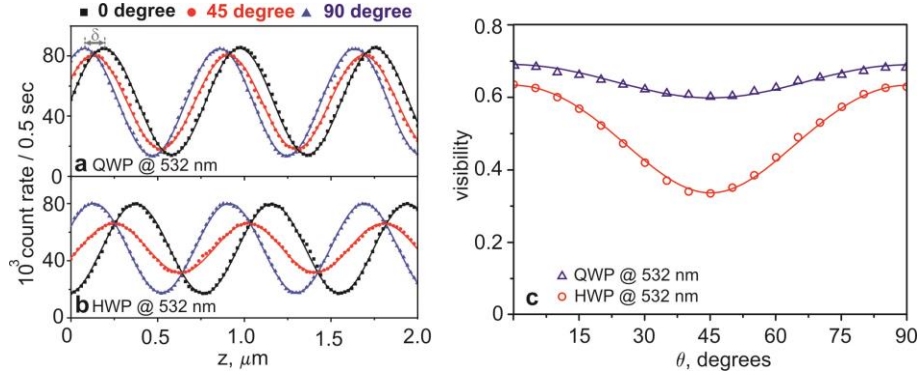 0 degree 45 degree 90 degree
δ
80
40
0
a QWP @ 532 nm
80
40
0
b HWP @ 532 nm
10³ count rate / 0.5 sec
0 0.5 1.0 1.5 2.0
z, μm
0.8
0.6
0.4
0.2
0
visibility
QWP @ 532 nm
c HWP @ 532 nm
15 30 45 60 75 90
θ, degrees